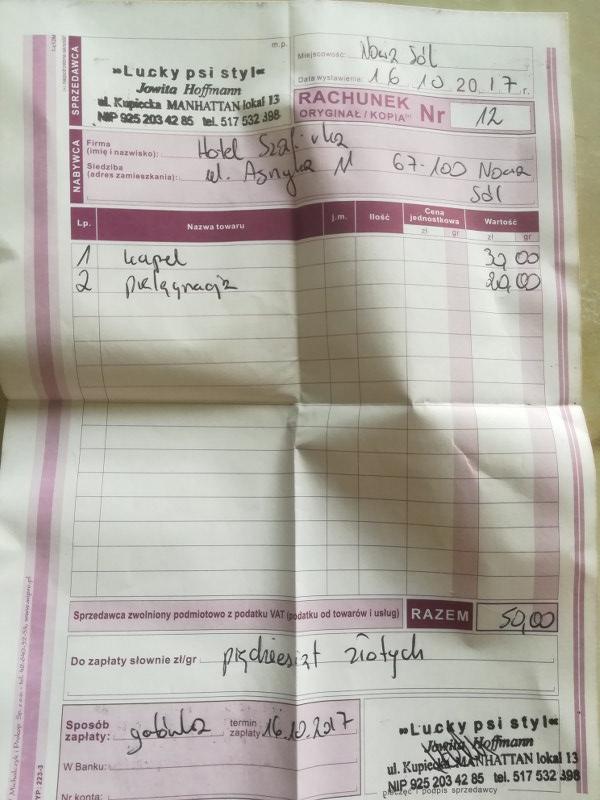 SPRZEDAWCA
m.p.
»Lucky psi styl«
Jowita Hoffmann
ul. Kupiecka MANHATTAN lokal 13
NIP 925 203 42 85 tel. 517 532 398
Miejscowość: Nowa Sól
Data wystawienia: 16.10.2017 r.
RACHUNEK
ORYGINAŁ / KOPIA Nr 12
NABYWCA
Firma
(imię i nazwisko): Hotel
Siedziba
(adres zamieszkania): ul. Asnyka 11 67-100 Nowa
Sól
Lp. Nazwa towaru j.m. Ilość Cena jednostkowa Wartość
zł gr zł gr
1 kąpiel 30,00
2 pielęgnacja 20,00
Sprzedawca zwolniony podmiotowo z podatku VAT (podatku od towarów i usług) RAZEM 50,00
Do zapłaty słownie zł/gr pięćdziesiąt złotych
Sposób
zapłaty: gotówka termin
zapłaty 16.10.2017
W Banku:
Nr konta:
»Lucky psi styl«
Jowita Hoffmann
ul. Kupiecka MANHATTAN lokal 13
NIP 925 203 42 85 tel. 517 532 398
pieczęć i podpis sprzedawcy
TYP 223-3